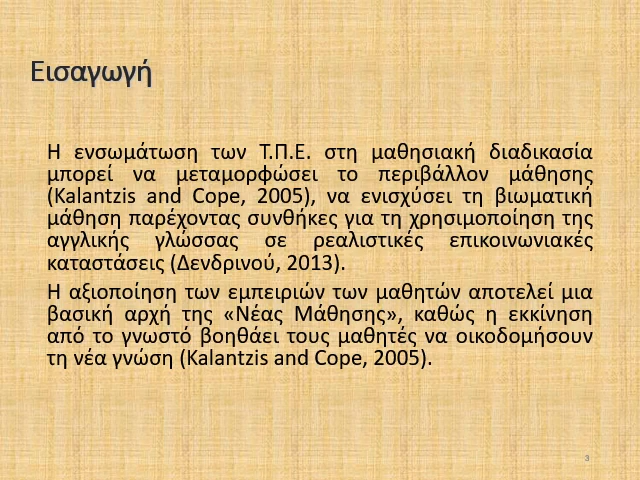 Εισαγωγή
Η ενσωμάτωση των Τ.Π.Ε. στη μαθησιακή διαδικασία
μπορεί να μεταμορφώσει το περιβάλλον μάθησης
(Kalantzis and Cope, 2005), να ενισχύσει τη βιωματική
μάθηση παρέχοντας συνθήκες για τη χρησιμοποίηση της
αγγλικής γλώσσας σε ρεαλιστικές επικοινωνιακές
καταστάσεις (Δενδρινού, 2013).
Η αξιοποίηση των εμπειριών των μαθητών αποτελεί μια
βασική αρχή της «Νέας Μάθησης», καθώς η εκκίνηση
από το γνωστό βοηθάει τους μαθητές να οικοδομήσουν
τη νέα γνώση (Kalantzis and Cope, 2005).
3